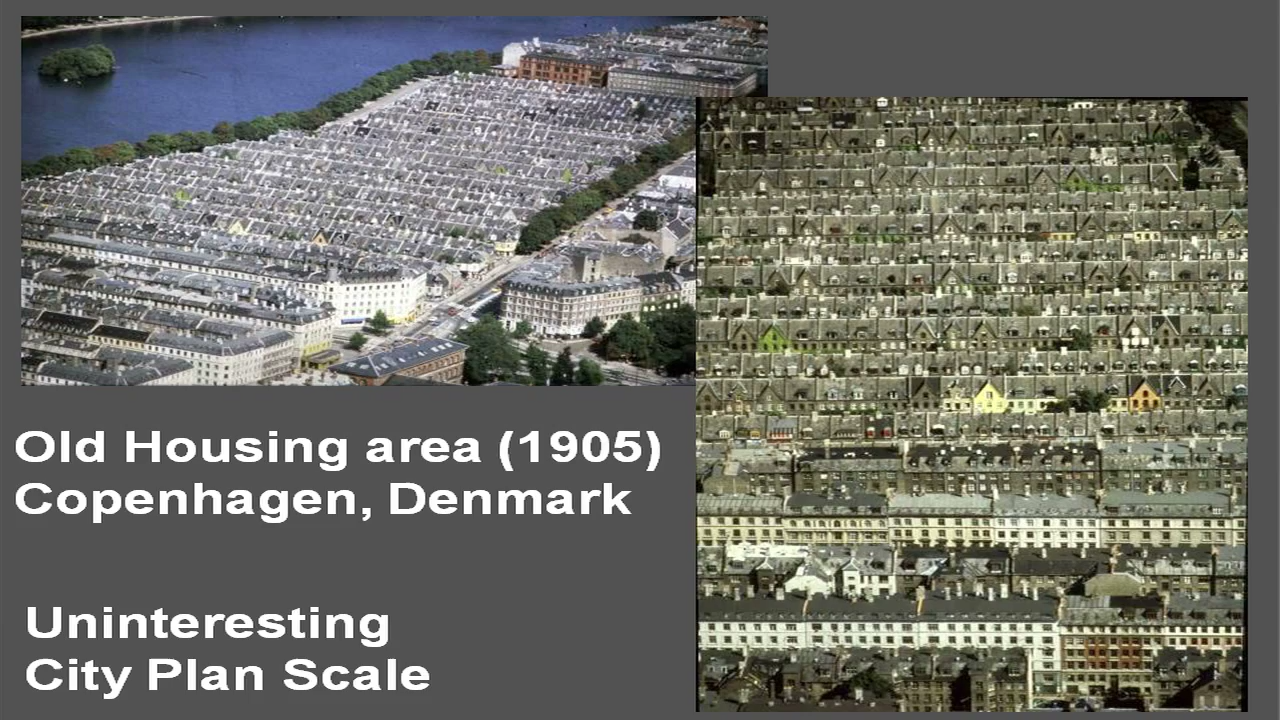 Old Housing area (1905)
Copenhagen, Denmark
Uninteresting
City Plan Scale